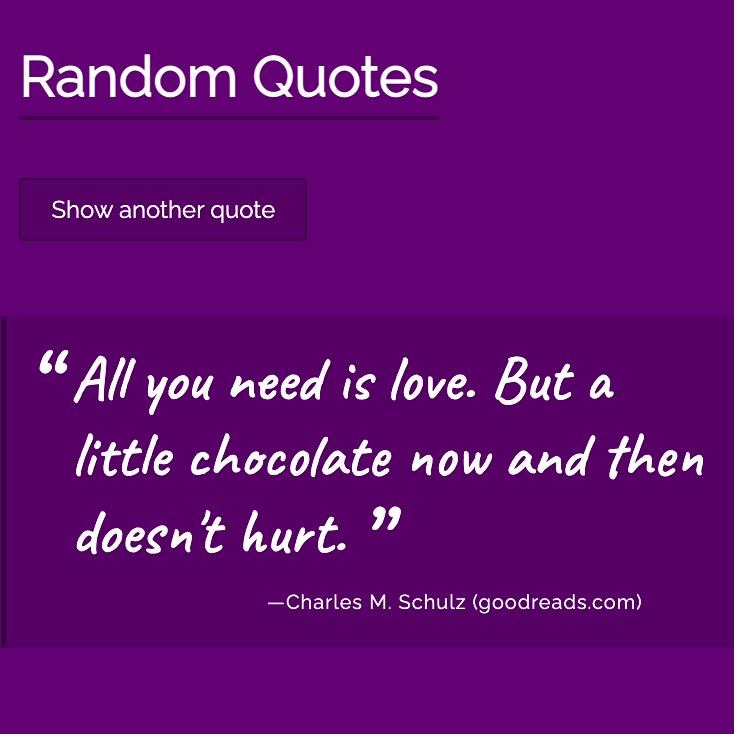 Random Quotes
Show another quote
“All you need is love. But a
little chocolate now and then
doesn't hurt. ”
—Charles M. Schulz (goodreads.com)